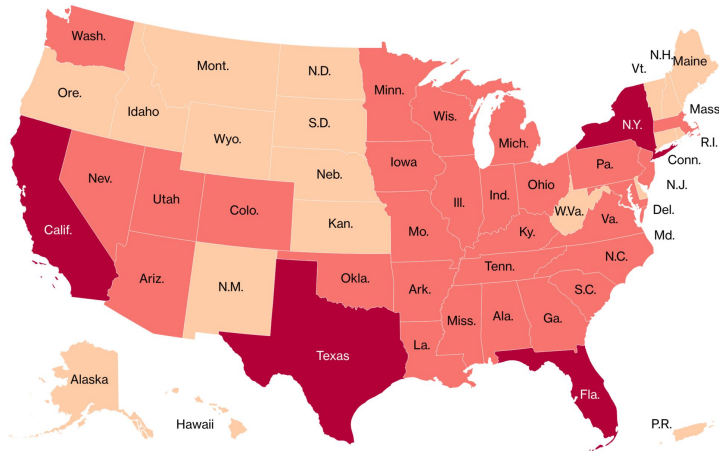 Wash.
Mont.
N.D.
Minn.
Vt.
N.H.
Maine
Ore.
Idaho
Wyo.
S.D.
Wis.
Mich.
N.Y.
Mass
R.I.
Conn.
N.J.
Del.
Md.
Nev.
Utah
Colo.
Neb.
Iowa
Ill.
Ind.
Ohio
Pa.
W.Va.
Va.
Calif.
Kan.
Mo.
Ky.
N.C.
Ariz.
N.M.
Okla.
Ark.
Tenn.
S.C.
Texas
La.
Miss.
Ala.
Ga.
Fla.
Alaska
Hawaii
P.R.